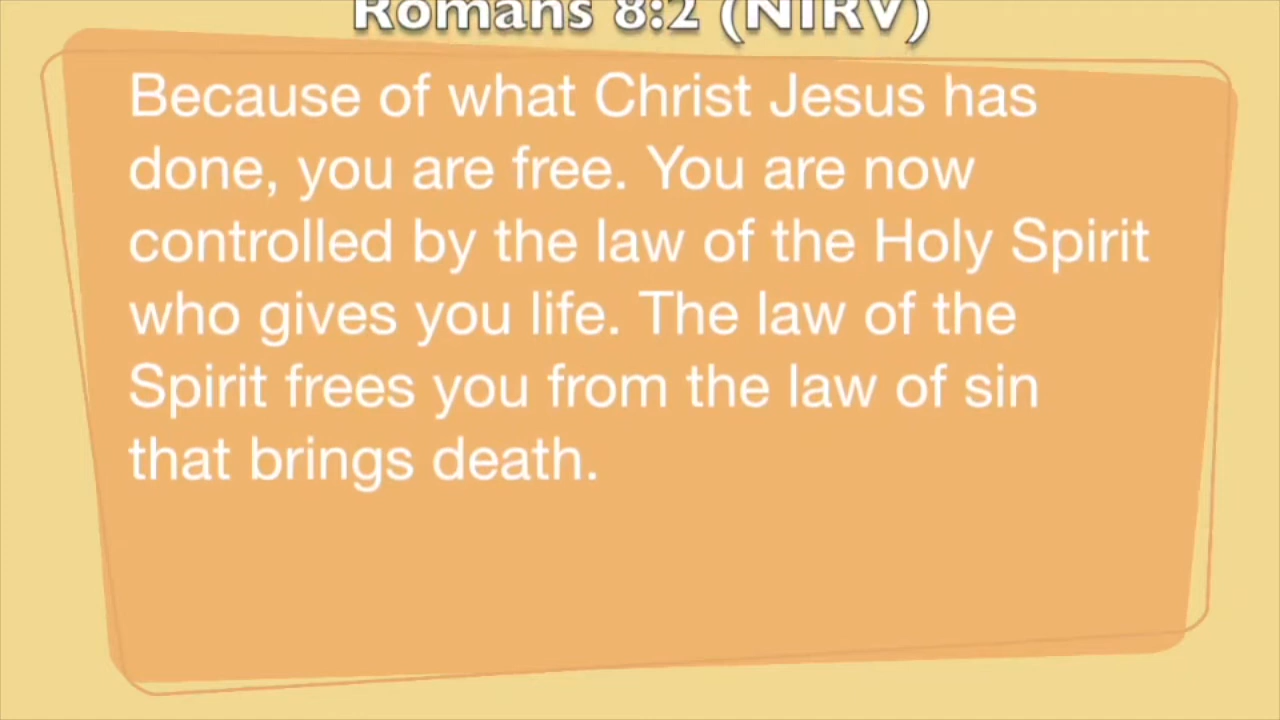 Romans 8:2 (NIRV)
Because of what Christ Jesus has
done, you are free. You are now
controlled by the law of the Holy Spirit
who gives you life. The law of the
Spirit frees you from the law of sin
that brings death.